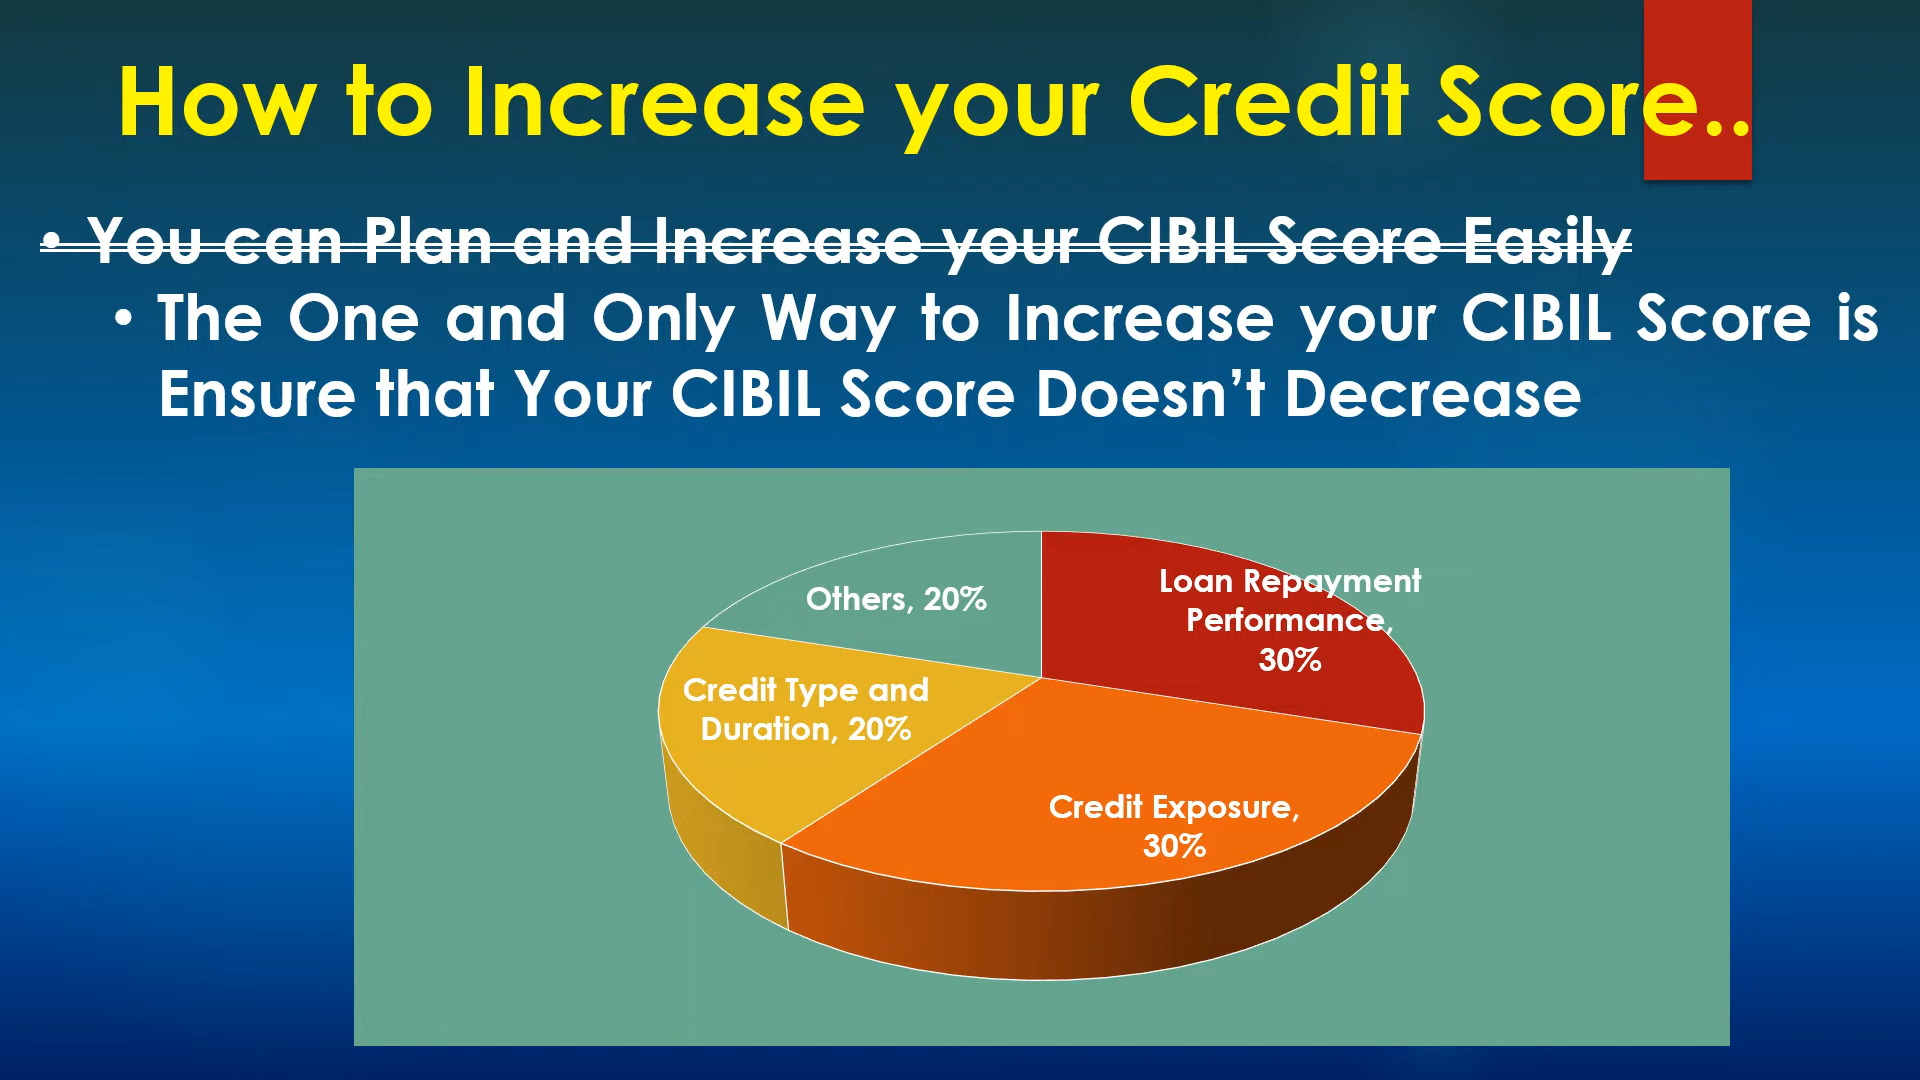 How to Increase your Credit Score..
• You can Plan and Increase your CIBIL Score Easily
• The One and Only Way to Increase your CIBIL Score is
Ensure that Your CIBIL Score Doesn’t Decrease
Others, 20%
Loan Repayment
Performance,
30%
Credit Type and
Duration, 20%
Credit Exposure,
30%